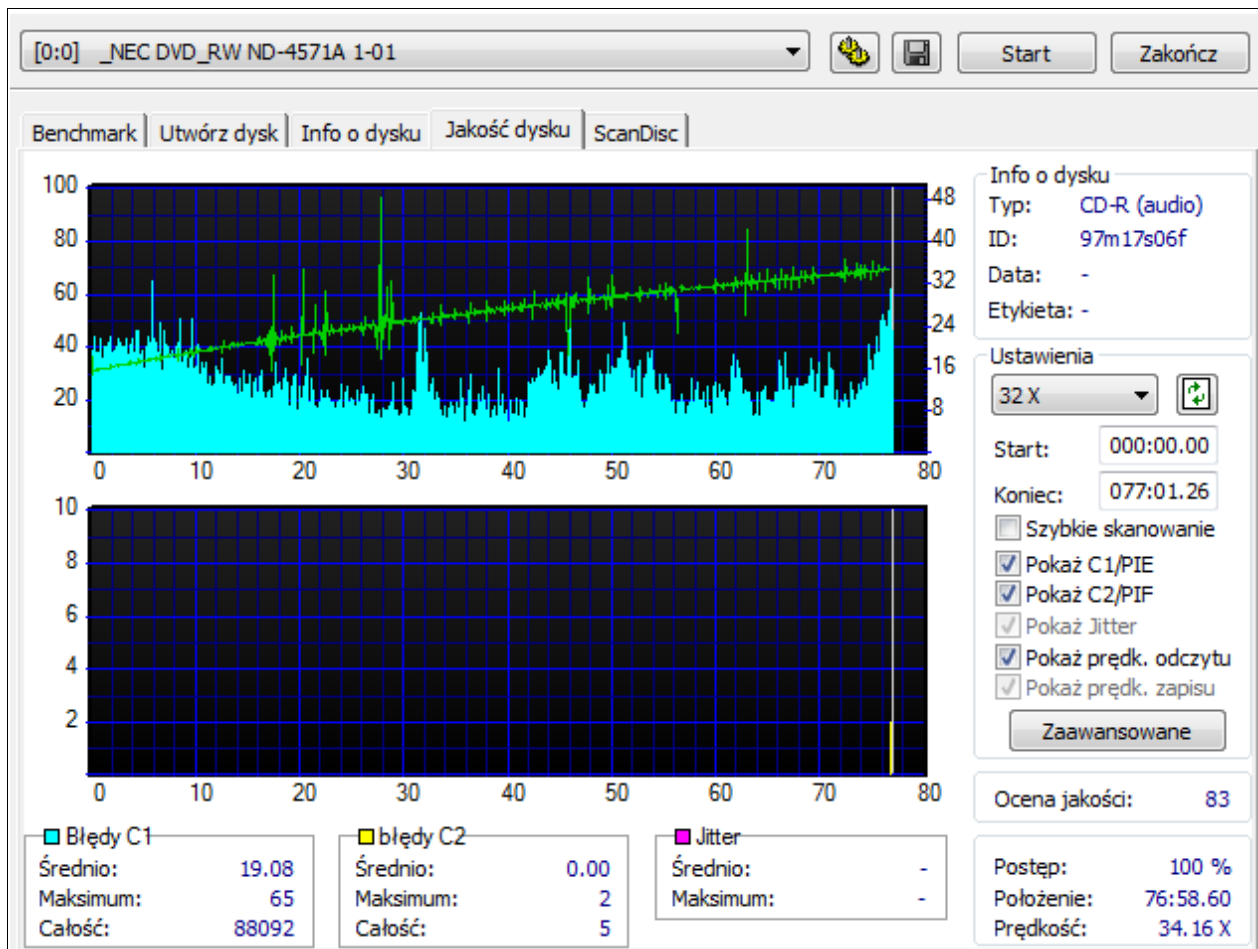 [0:0] _NEC DVD_RW ND-4571A 1-01
Start
Zakończ
Benchmark
Utwórz dysk
Info o dysku
Jakość dysku
ScanDisc
100
80
60
40
20
48
40
32
24
16
8
0 10 20 30 40 50 60 70 80
10
8
6
4
2
0 10 20 30 40 50 60 70 80
Błędy C1
Średnio: 19.08
Maksimum: 65
Całość: 88092
błędy C2
Średnio: 0.00
Maksimum: 2
Całość: 5
Jitter
Średnio: -
Maksimum: -
Info o dysku
Typ: CD-R (audio)
ID: 97m17s06f
Data: -
Etykieta: -
Ustawienia
32 X
Start: 000:00.00
Koniec: 077:01.26
Szybkie skanowanie
Pokaż C1/PIE
Pokaż C2/PIF
Pokaż Jitter
Pokaż prędk. odczytu
Pokaż prędk. zapisu
Zaawansowane
Ocena jakości: 83
Postęp: 100 %
Położenie: 76:58.60
Prędkość: 34.16 X